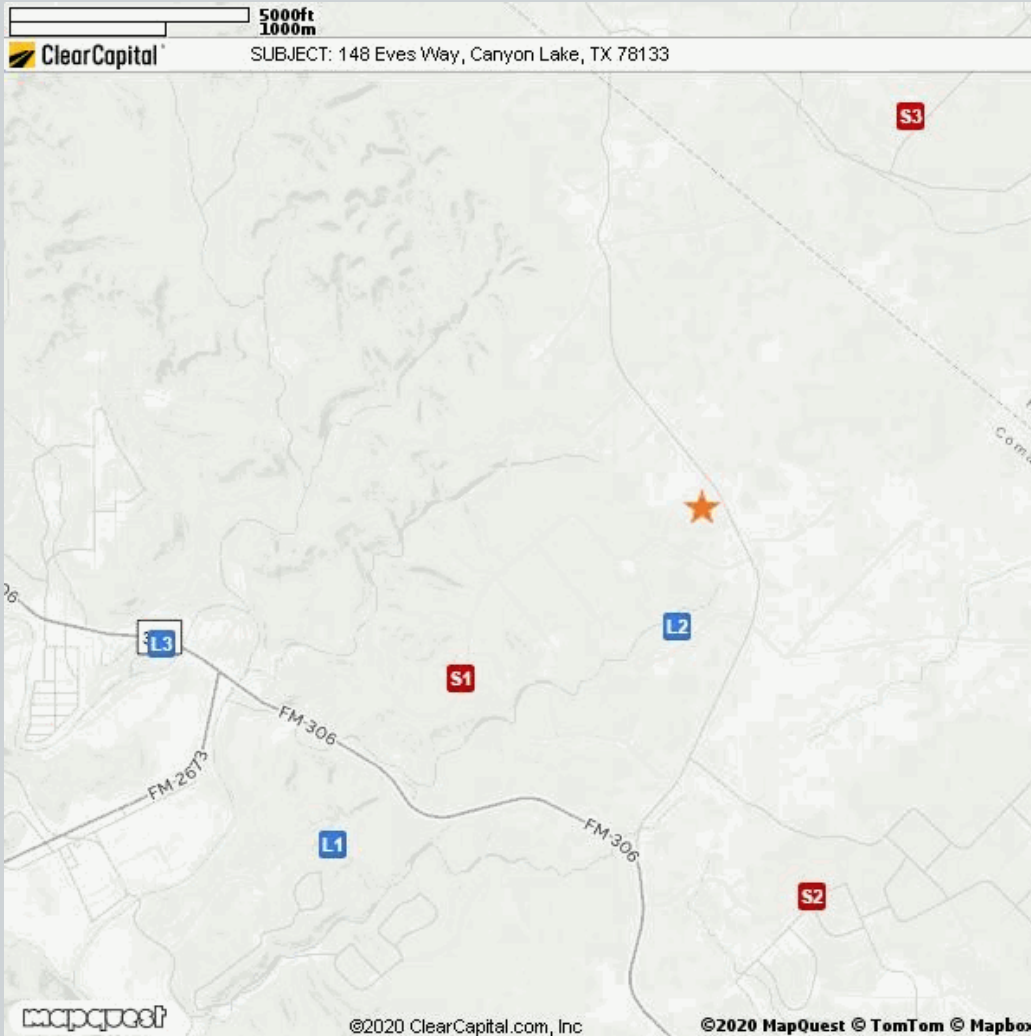 5000ft
1000m
ClearCapital
SUBJECT: 148 Eves Way, Canyon Lake, TX 78133
S3
06
L3
L2
S1
FM-306
FM-2673
L1
FM-306
S2
mapquest
©2020 ClearCapital.com, Inc
©2020 MapQuest © TomTom © Mapbox